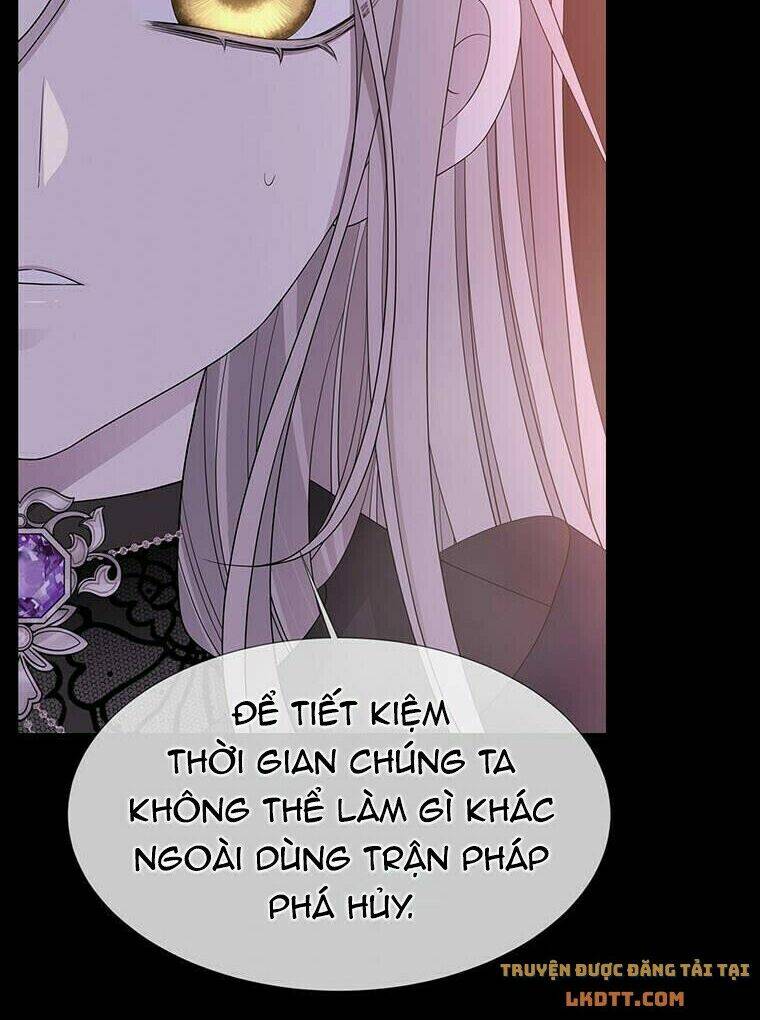 ĐỂ TIẾT KIỆM
THỜI GIAN CHÚNG TA
KHÔNG THỂ LÀM GÌ KHÁC
NGOÀI DÙNG TRẬN PHÁP
PHÁ HỦY.
TRUYỆN ĐƯỢC ĐĂNG TẢI TẠI
LKDTT.COM